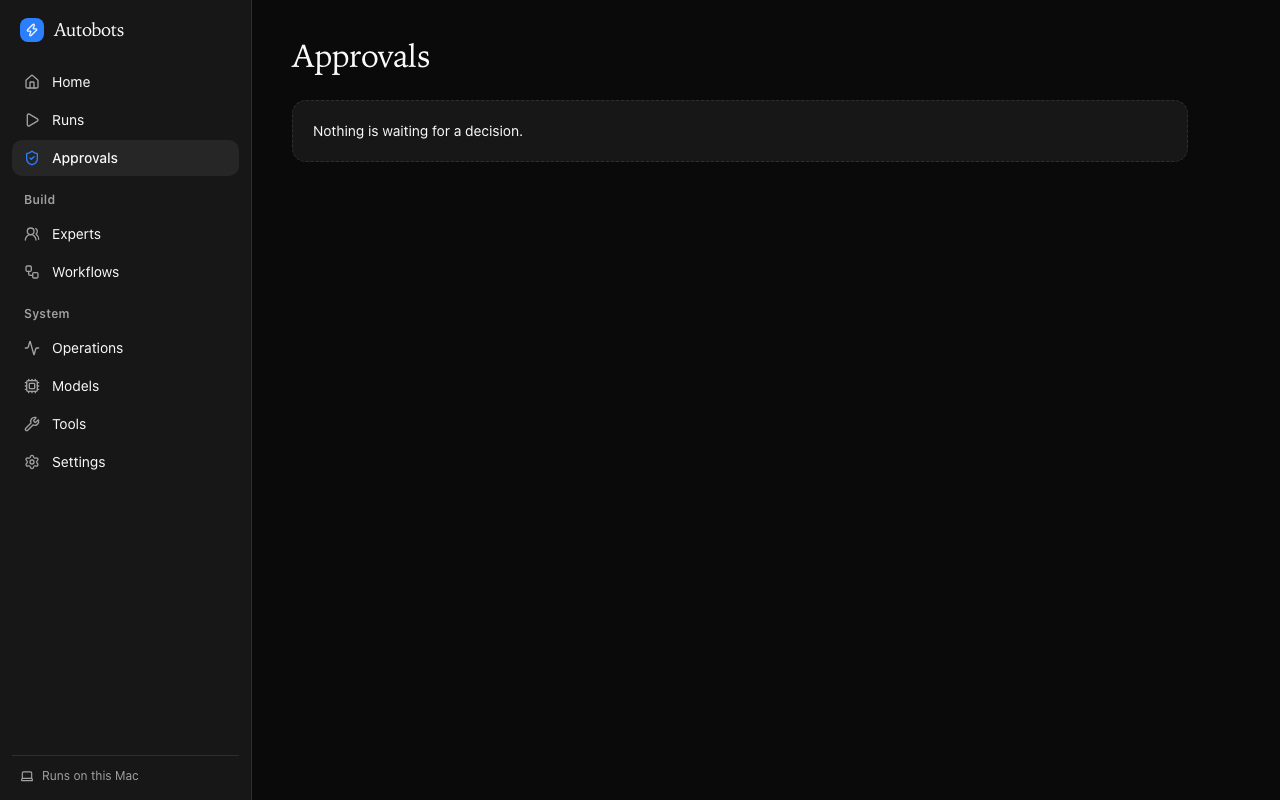 Autobots
Home
Runs
Approvals
Build
Experts
Workflows
System
Operations
Models
Tools
Settings
Runs on this Mac
Approvals
Nothing is waiting for a decision.